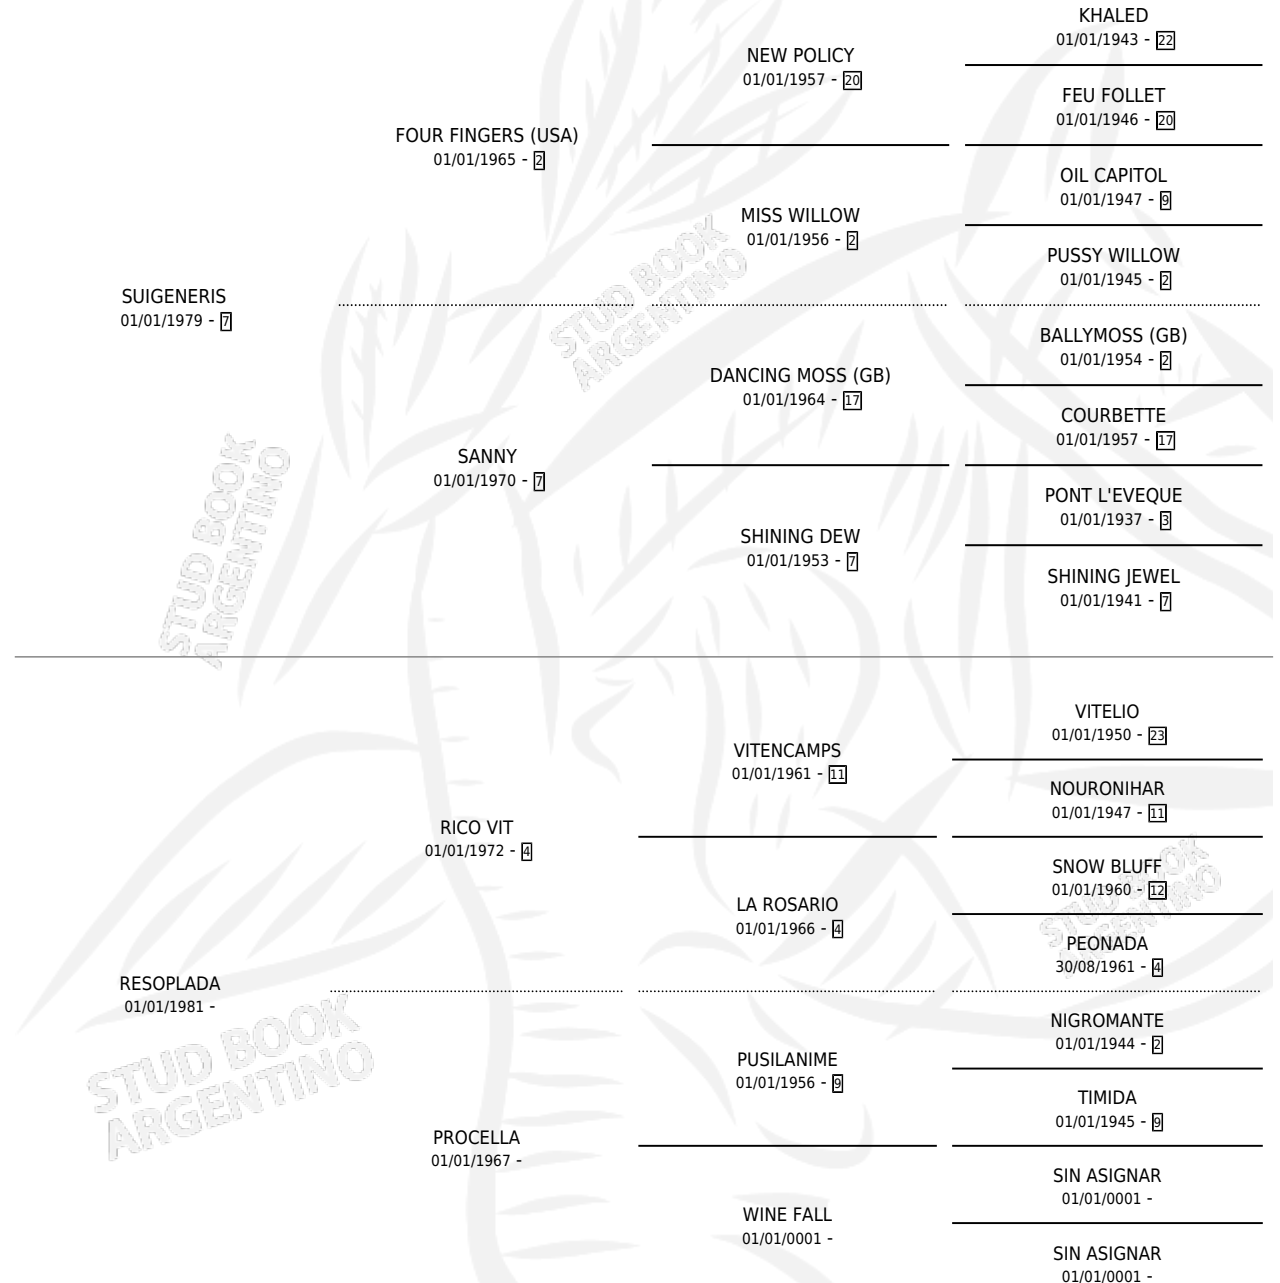 KHALED
01/01/1943 - 22
NEW POLICY
01/01/1957 - 20
FEU FOLLET
01/01/1946 - 20
FOUR FINGERS (USA)
01/01/1965 - 2
OIL CAPITOL
01/01/1947 - 9
MISS WILLOW
01/01/1956 - 2
PUSSY WILLOW
01/01/1945 - 2
SUIGENERIS
01/01/1979 - 7
BALLYMOSS (GB)
01/01/1954 - 2
DANCING MOSS (GB)
01/01/1964 - 17
COURBETTE
01/01/1957 - 17
SANNY
01/01/1970 - 7
PONT L'EVEQUE
01/01/1937 - 3
SHINING DEW
01/01/1953 - 7
SHINING JEWEL
01/01/1941 - 7
VITELIO
01/01/1950 - 23
VITENCAMPS
01/01/1961 - 11
NOURONIHAR
01/01/1947 - 11
RICO VIT
01/01/1972 - 4
SNOW BLUFF
01/01/1960 - 12
LA ROSARIO
01/01/1966 - 4
PEONADA
30/08/1961 - 4
RESOPLADA
01/01/1981 -
NIGROMANTE
01/01/1944 - 2
PUSILANIME
01/01/1956 - 9
TIMIDA
01/01/1945 - 9
PROCELLA
01/01/1967 -
SIN ASIGNAR
01/01/0001 -
WINE FALL
01/01/0001 -
SIN ASIGNAR
01/01/0001 -
STUD BOOK
ARGENTINO
STUD BOOK
ARGENTINO
STUD BOOK
ARGENTINO
STUD BOOK
ARGENTINO